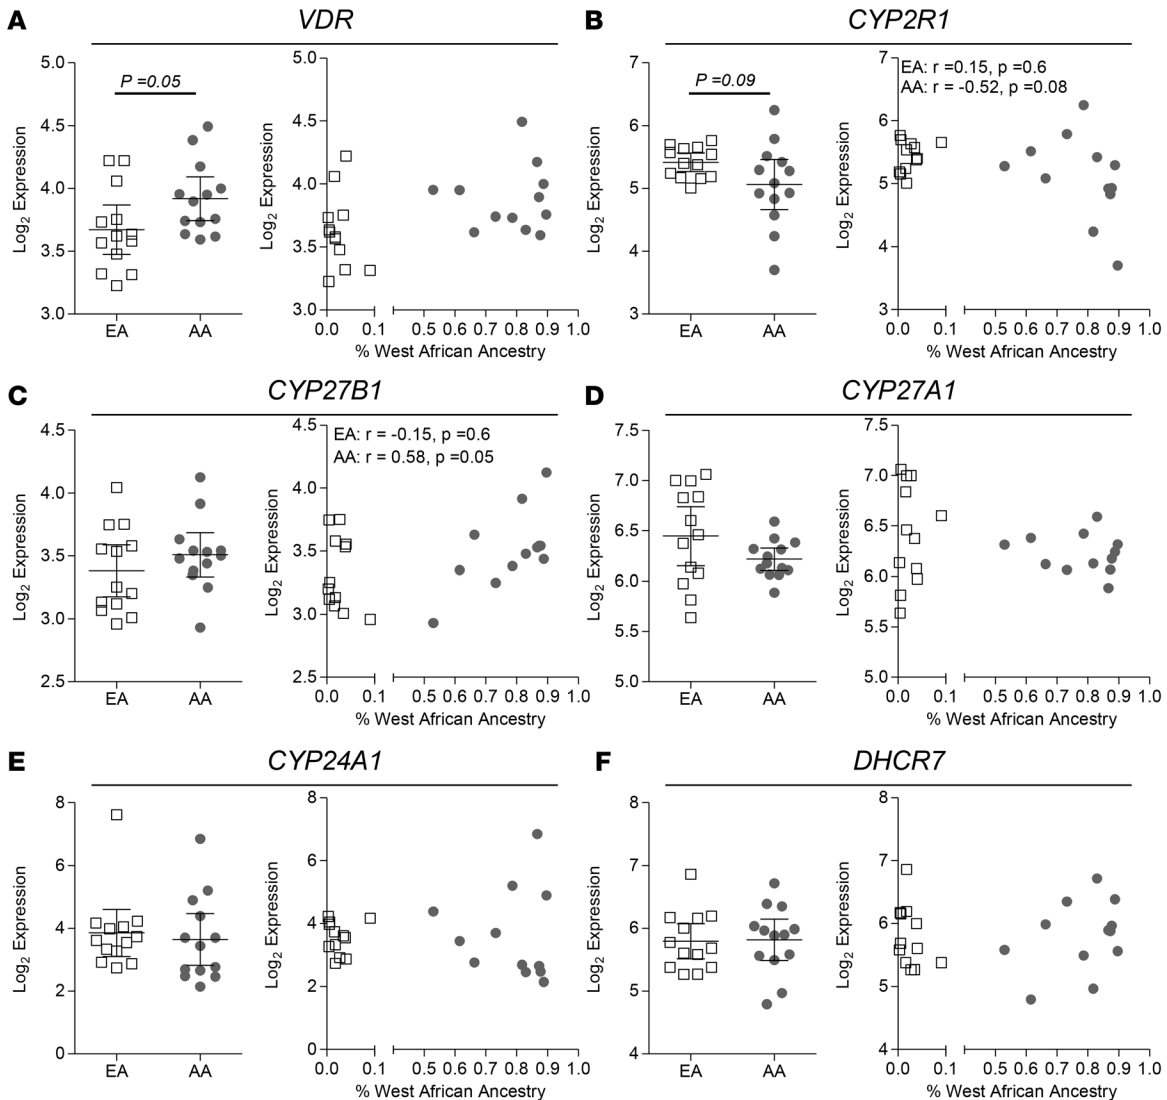 A
VDR
P =0.05
Log2 Expression
5.0
4.5
4.0
3.5
3.0
EA
AA
Log2 Expression
5.0
4.5
4.0
3.5
3.0
0.0 0.1 0.5 0.6 0.7 0.8 0.9 1.0
% West African Ancestry
B
CYP2R1
P =0.09
Log2 Expression
7
6
5
4
3
EA
AA
EA: r =0.15, p =0.6
AA: r = -0.52, p =0.08
Log2 Expression
7
6
5
4
3
0.0 0.1 0.5 0.6 0.7 0.8 0.9 1.0
% West African Ancestry
C
CYP27B1
Log2 Expression
4.5
4.0
3.5
3.0
2.5
EA
AA
EA: r = -0.15, p =0.6
AA: r = 0.58, p =0.05
Log2 Expression
4.5
4.0
3.5
3.0
2.5
0.0 0.1 0.5 0.6 0.7 0.8 0.9 1.0
% West African Ancestry
D
CYP27A1
Log2 Expression
7.5
7.0
6.5
6.0
5.5
5.0
EA
AA
Log2 Expression
7.5
7.0
6.5
6.0
5.5
5.0
0.0 0.1 0.5 0.6 0.7 0.8 0.9 1.0
% West African Ancestry
E
CYP24A1
Log2 Expression
8
6
4
2
0
EA
AA
Log2 Expression
8
6
4
2
0
0.0 0.1 0.5 0.6 0.7 0.8 0.9 1.0
% West African Ancestry
F
DHCR7
Log2 Expression
8
7
6
5
4
EA
AA
Log2 Expression
8
7
6
5
4
0.0 0.1 0.5 0.6 0.7 0.8 0.9 1.0
% West African Ancestry